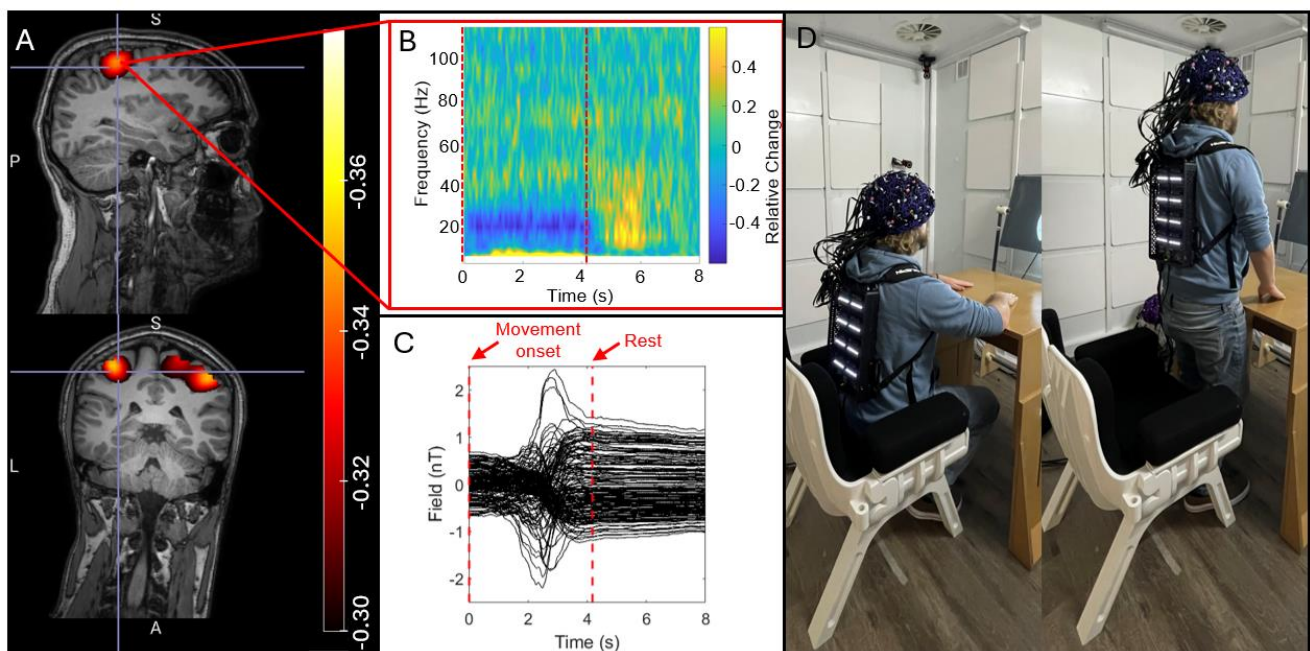 A
S
P
S
L
A
-0.36
-0.34
-0.32
-0.30
B
100
80
60
40
20
Frequency (Hz)
0 2 4 6 8
Time (s)
0.4
0.2
0
-0.2
-0.4
Relative Change
C
Movement
onset
Rest
2
1
0
-1
-2
Field (nT)
0 2 4 6 8
Time (s)
D